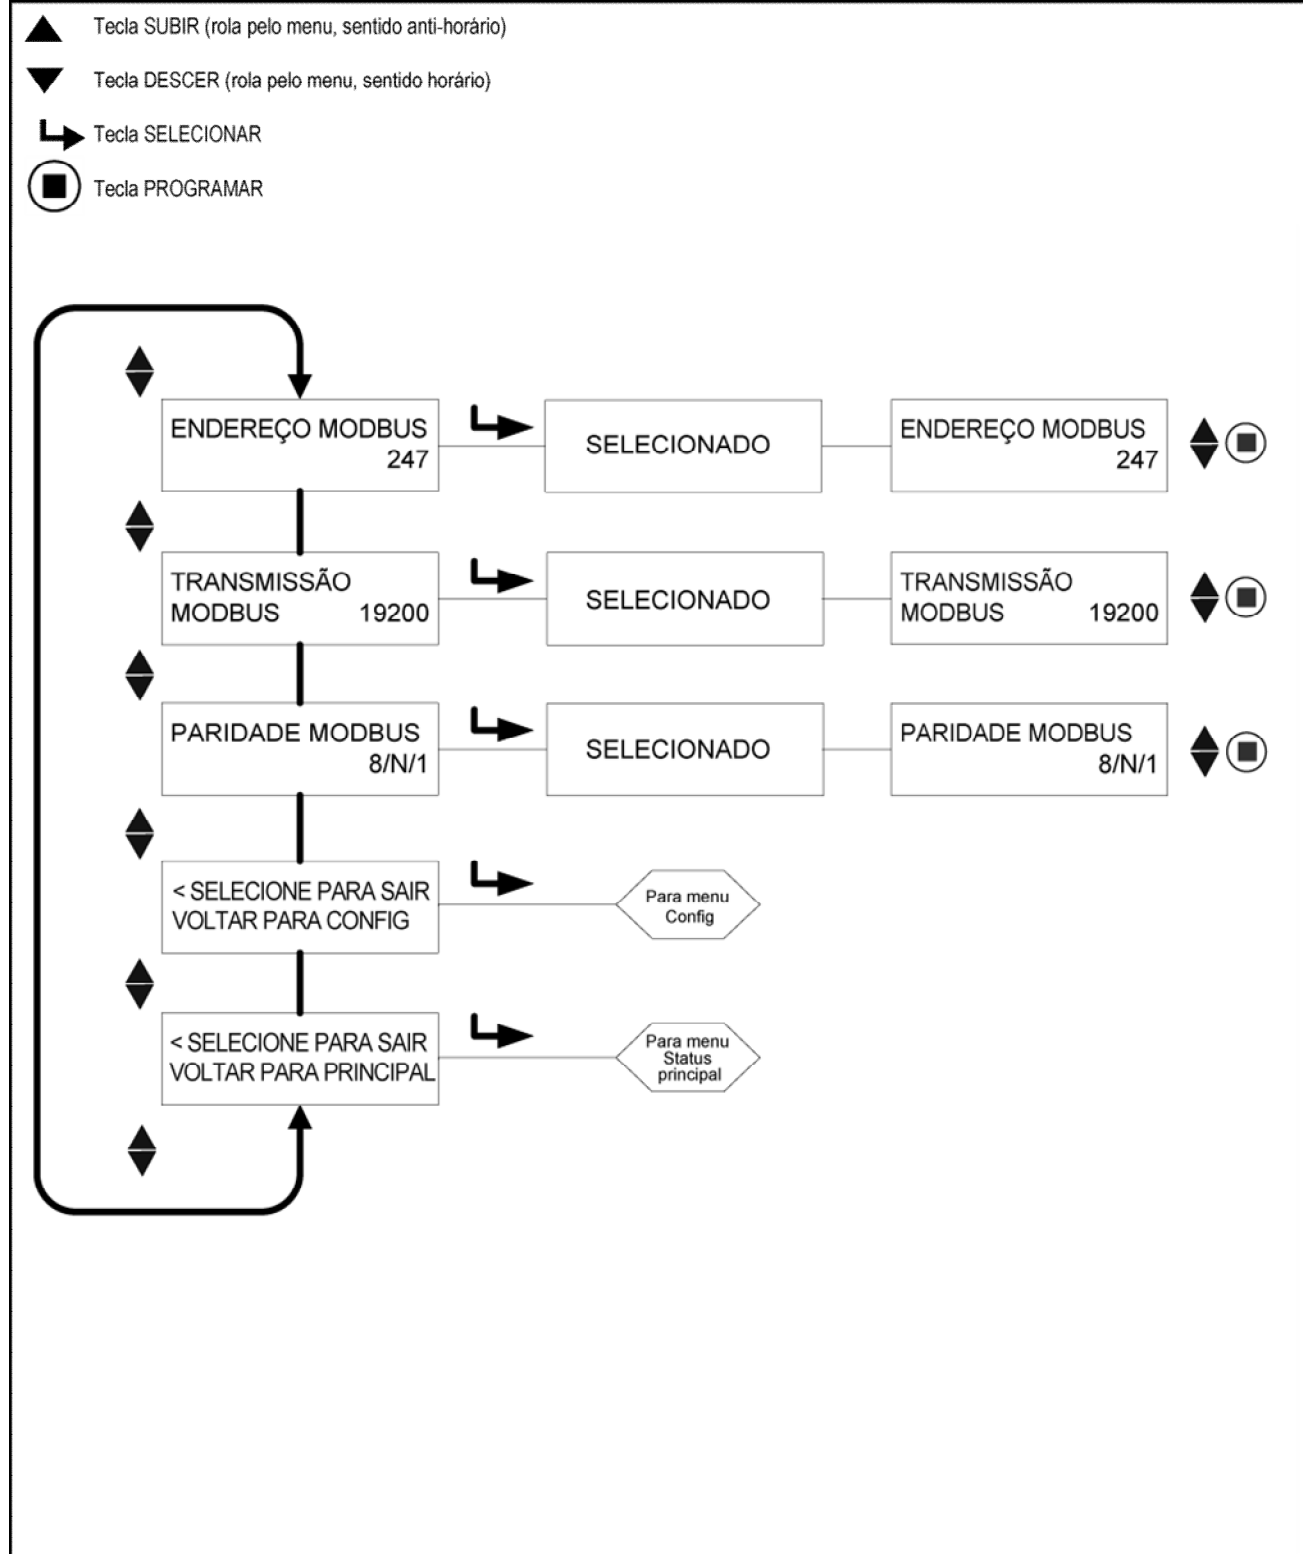 Tecla SUBIR (rola pelo menu, sentido anti-horário)
Tecla DESCER (rola pelo menu, sentido horário)
Tecla SELECIONAR
Tecla PROGRAMAR
ENDEREÇO MODBUS
247
SELECIONADO
ENDEREÇO MODBUS
247
TRANSMISSÃO
MODBUS 19200
SELECIONADO
TRANSMISSÃO
MODBUS 19200
PARIDADE MODBUS
8/N/1
SELECIONADO
PARIDADE MODBUS
8/N/1
< SELECIONE PARA SAIR
VOLTAR PARA CONFIG
Para menu
Config
< SELECIONE PARA SAIR
VOLTAR PARA PRINCIPAL
Para menu
Status
principal